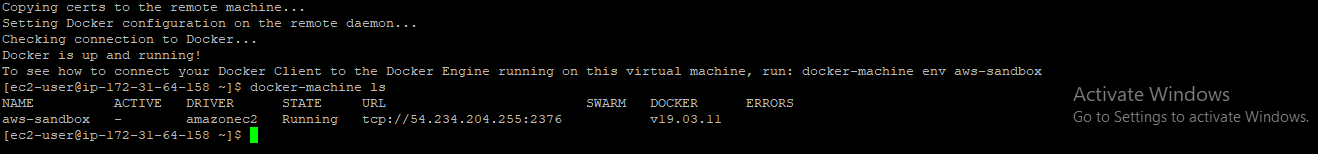 Copying certs to the remote machine...
Setting Docker configuration on the remote daemon...
Checking connection to Docker...
Docker is up and running!
To see how to connect your Docker Client to the Docker Engine running on this virtual machine, run: docker-machine env aws-sandbox
[ec2-user@ip-172-31-64-158 ~]$ docker-machine ls
NAME          ACTIVE   DRIVER      STATE     URL                         SWARM   DOCKER      ERRORS
aws-sandbox   -        amazonec2   Running   tcp://54.234.204.255:2376           v19.03.11
[ec2-user@ip-172-31-64-158 ~]$
Activate Windows
Go to Settings to activate Windows.